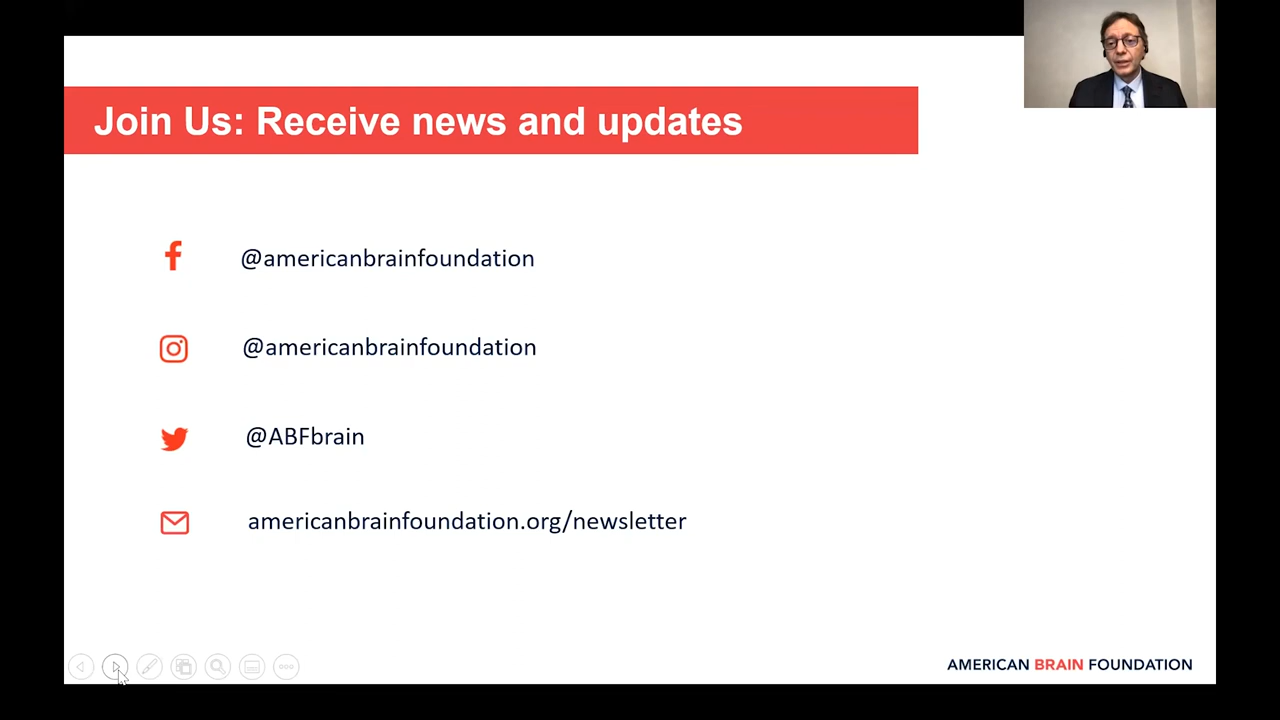 Join Us: Receive news and updates
@americanbrainfoundation
@americanbrainfoundation
@ABFbrain
americanbrainfoundation.org/newsletter
AMERICAN BRAIN FOUNDATION